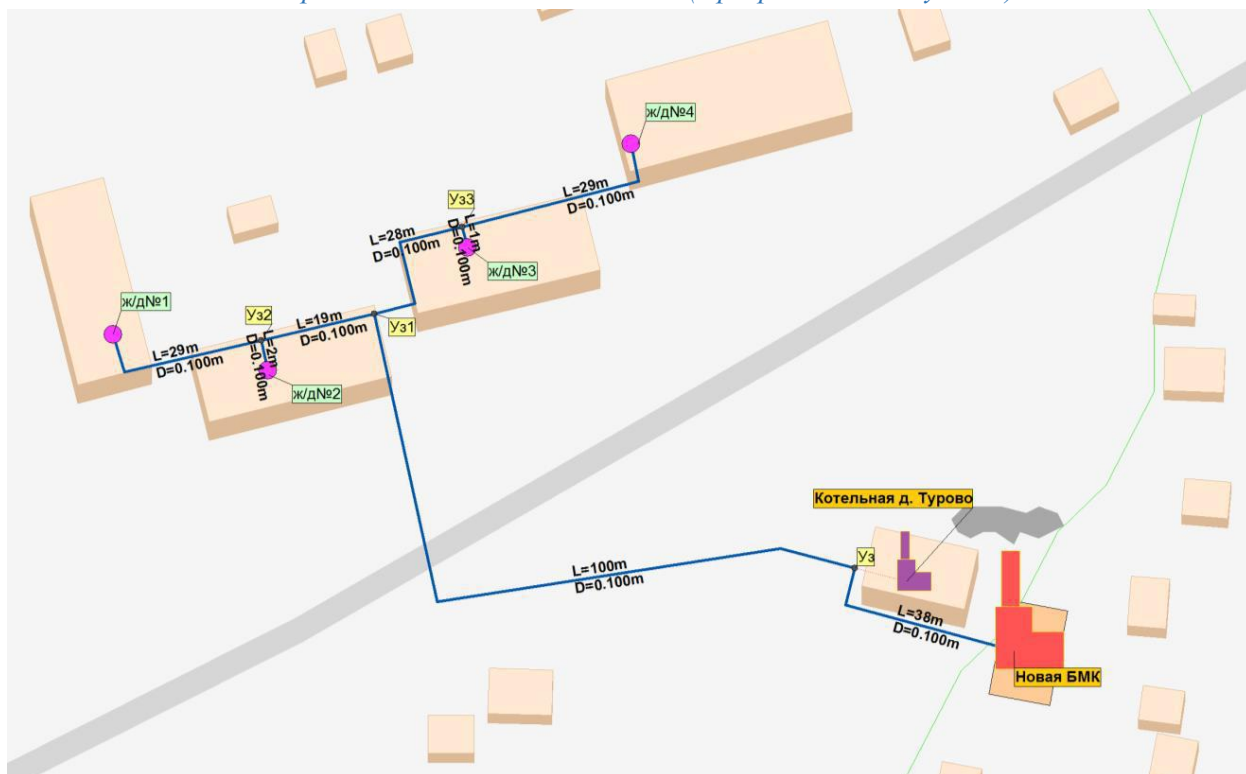 ж/д№4
L=29m
D=0.100m
Уз3
L=1m
D=0.100m
L=28m
D=0.100m
ж/д№3
ж/д№1
Уз2
L=19m
D=0.100m
Уз1
L=29m
D=0.100m
L=2m
D=0.100m
ж/д№2
Котельная д. Турово
Уз
L=100m
D=0.100m
L=38m
D=0.100m
Новая БМК